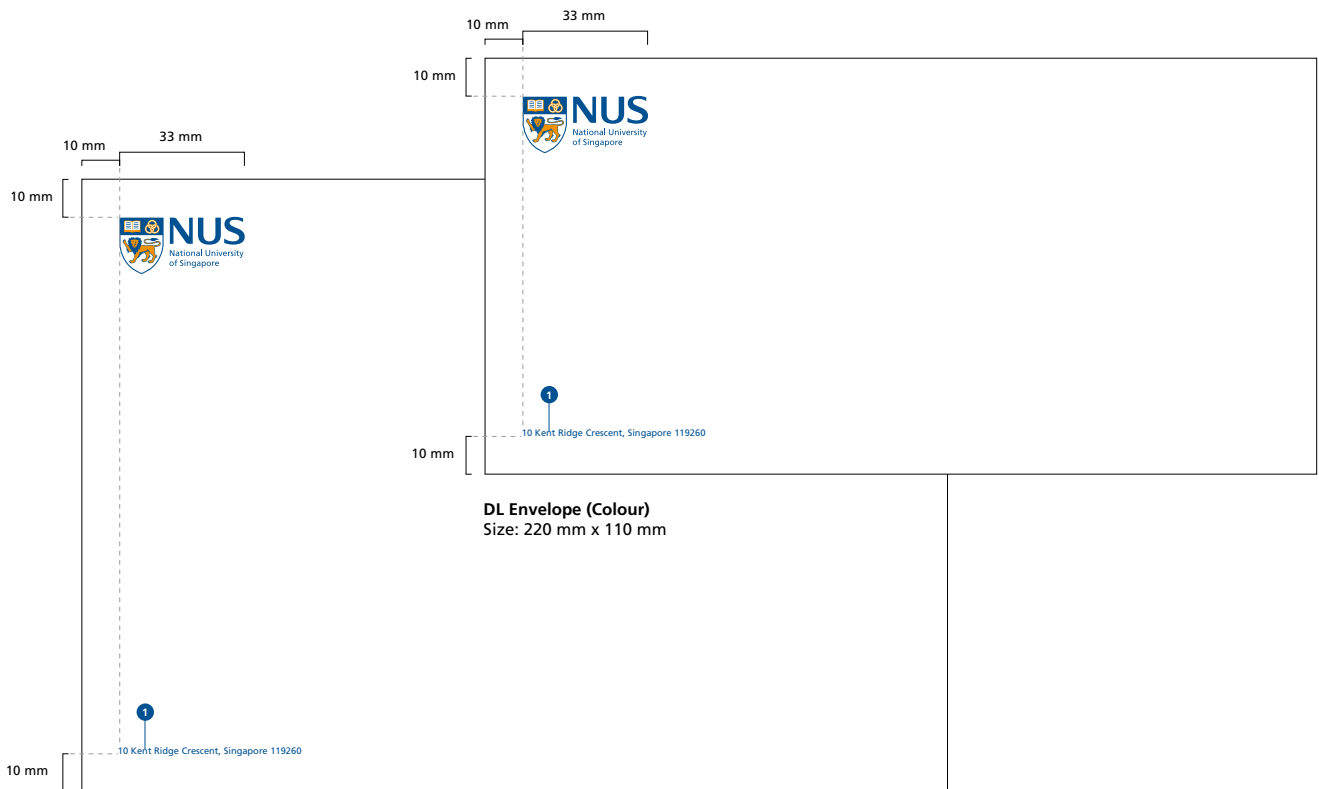 10 mm
33 mm
10 mm
NUS
National University
of Singapore
1
10 Kent Ridge Crescent, Singapore 119260
10 mm
DL Envelope (Colour)
Size: 220 mm x 110 mm
10 mm
33 mm
10 mm
NUS
National University
of Singapore
1
10 Kent Ridge Crescent, Singapore 119260
10 mm